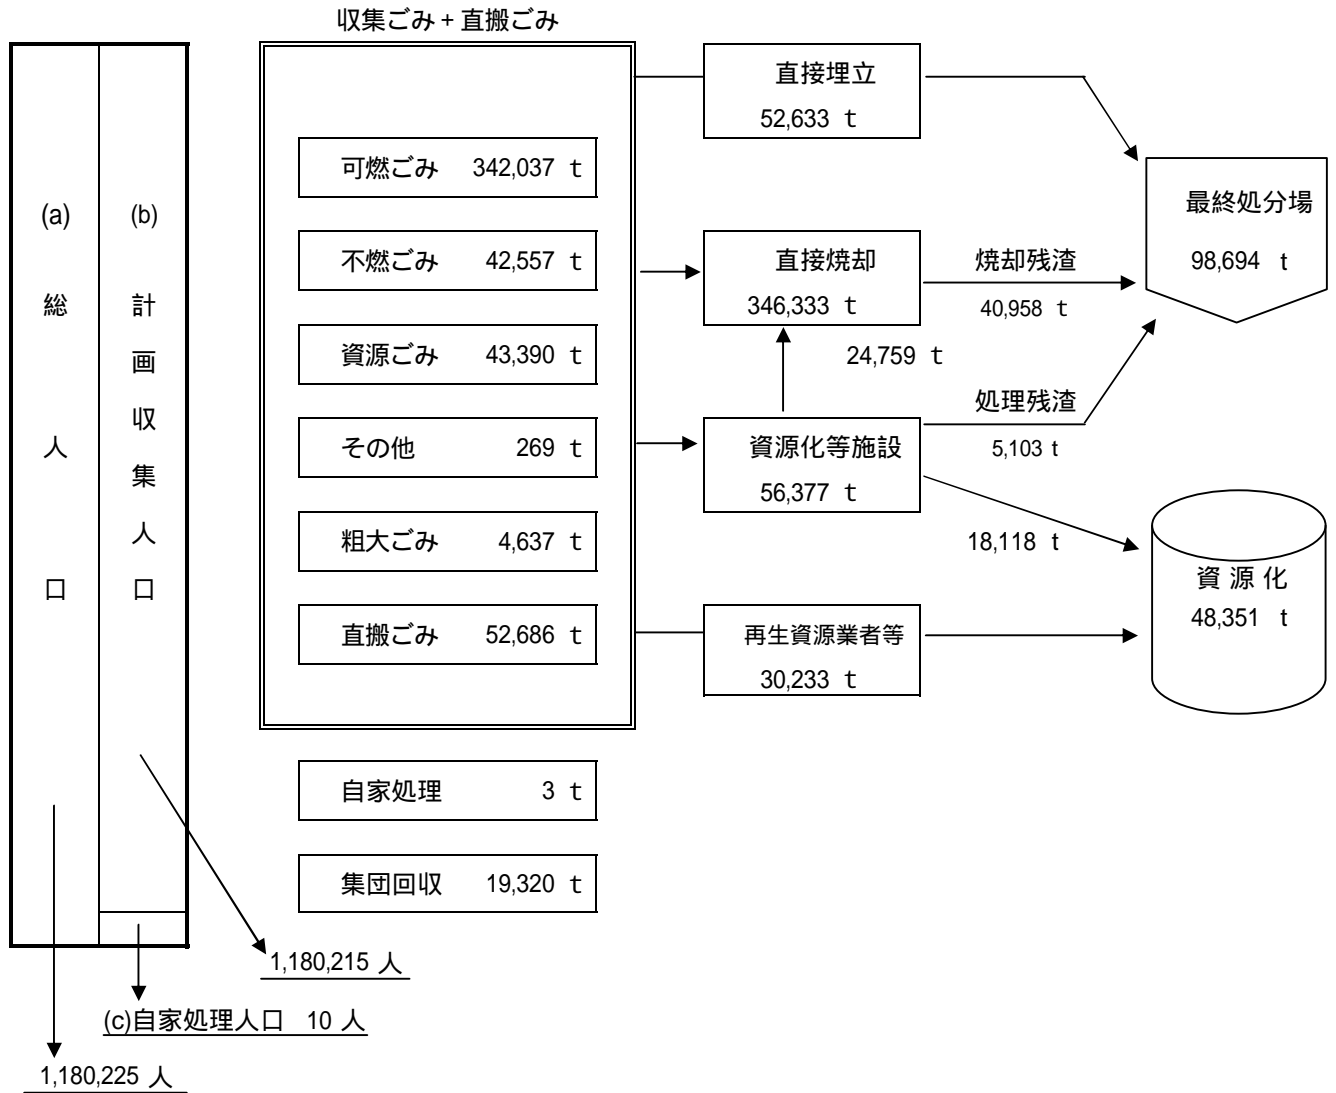 収集ごみ + 直搬ごみ
(a) 総人口
(b) 計画収集人口
可燃ごみ 342,037 t
不燃ごみ 42,557 t
資源ごみ 43,390 t
その他 269 t
粗大ごみ 4,637 t
直搬ごみ 52,686 t
自家処理 3 t
集団回収 19,320 t
直接埋立
52,633 t
直接焼却
346,333 t
24,759 t
資源化等施設
56,377 t
再生資源業者等
30,233 t
焼却残渣
40,958 t
処理残渣
5,103 t
18,118 t
最終処分場
98,694 t
資源化
48,351 t
1,180,215 人
(c)自家処理人口 10 人
1,180,225 人